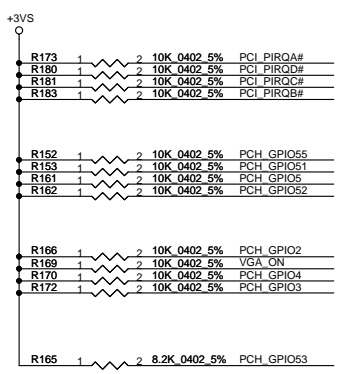 +3VS
R173 1 2 10K_0402_5% PCI_PIRQA#
R180 1 2 10K_0402_5% PCI_PIRQD#
R181 1 2 10K_0402_5% PCI_PIRQC#
R183 1 2 10K_0402_5% PCI_PIRQB#
R152 1 2 10K_0402_5% PCH_GPIO55
R153 1 2 10K_0402_5% PCH_GPIO51
R161 1 2 10K_0402_5% PCH_GPIO5
R162 1 2 10K_0402_5% PCH_GPIO52
R166 1 2 10K_0402_5% PCH_GPIO2
R169 1 2 10K_0402_5% VGA_ON
R170 1 2 10K_0402_5% PCH_GPIO4
R172 1 2 10K_0402_5% PCH_GPIO3
R165 1 2 8.2K_0402_5% PCH_GPIO53